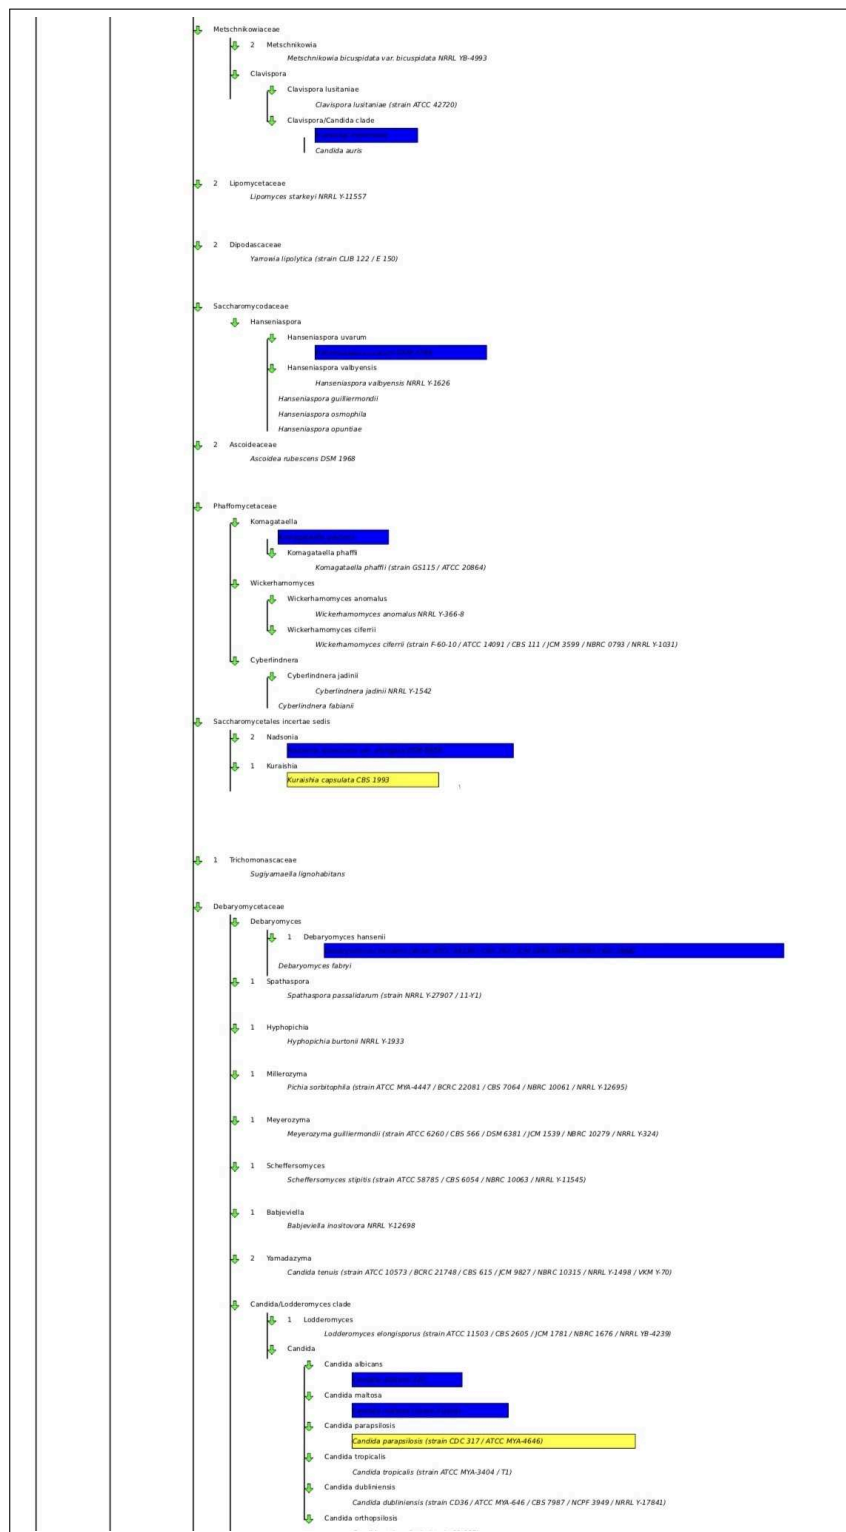 Metschnikowiaceae
2 Metschnikowia
Metschnikowia bicuspidata var. bicuspidata NRRL YB-4993
Clavispora
Clavispora lusitaniae
Clavispora lusitaniae (strain ATCC 42720)
Clavispora/Candida clade
Candida auris
2 Lipomycetaceae
Lipomyces starkeyi NRRL Y-11557
2 Dipodascaceae
Yarrowia lipolytica (strain CLIB 122 / E 150)
Saccharomycodaceae
Hanseniaspora
Hanseniaspora uvarum
Hanseniaspora valbyensis
Hanseniaspora valbyensis NRRL Y-1626
Hanseniaspora guilliermondii
Hanseniaspora osmophila
Hanseniaspora opuntiae
2 Ascoideaceae
Ascoidea rubescens DSM 1968
Phaffomycetaceae
Komagataella
Komagataella phaffii
Komagataella phaffii (strain GS115 / ATCC 20864)
Wickerhamomyces
Wickerhamomyces anomalus
Wickerhamomyces anomalus NRRL Y-366-8
Wickerhamomyces ciferrii
Wickerhamomyces ciferrii (strain F-60-10 / ATCC 14091 / CBS 111 / JCM 3599 / NBRC 0793 / NRRL Y-1031)
Cyberlindnera
Cyberlindnera jadinii
Cyberlindnera jadinii NRRL Y-1542
Cyberlindnera fabianii
Saccharomycetales incertae sedis
2 Nadsonia
1 Kuraishia
Kuraishia capsulata CBS 1993
1 Trichomonascaceae
Sugiyamaella lignohabitans
Debaryomycetaceae
Debaryomyces
1 Debaryomyces hansenii
Debaryomyces fabryi
1 Spathaspora
Spathaspora passalidarum (strain NRRL Y-27907 / 11-Y1)
1 Hyphopichia
Hyphopichia burtonii NRRL Y-1933
1 Millerozyma
Pichia sorbitophila (strain ATCC MYA-4447 / BCRC 22081 / CBS 7064 / NBRC 10061 / NRRL Y-12695)
1 Meyerozyma
Meyerozyma guilliermondii (strain ATCC 6260 / CBS 566 / DSM 6381 / JCM 1539 / NBRC 10279 / NRRL Y-324)
1 Scheffersomyces
Scheffersomyces stipitis (strain ATCC 58785 / CBS 6054 / NBRC 10063 / NRRL Y-11545)
1 Babjeviella
Babjeviella inositovora NRRL Y-12698
2 Yamadazyma
Candida tenuis (strain ATCC 10573 / BCRC 21748 / CBS 615 / JCM 9827 / NBRC 10315 / NRRL Y-1498 / VKM Y-70)
Candida/Lodderomyces clade
1 Lodderomyces
Lodderomyces elongisporus (strain ATCC 11503 / CBS 2605 / JCM 1781 / NBRC 1676 / NRRL YB-4239)
Candida
Candida albicans
Candida maltosa
Candida parapsilosis
Candida parapsilosis (strain CDC 317 / ATCC MYA-4646)
Candida tropicalis
Candida tropicalis (strain ATCC MYA-3404 / T1)
Candida dubliniensis
Candida dubliniensis (strain CD36 / ATCC MYA-646 / CBS 7987 / NCPF 3949 / NRRL Y-17841)
Candida orthopsilosis